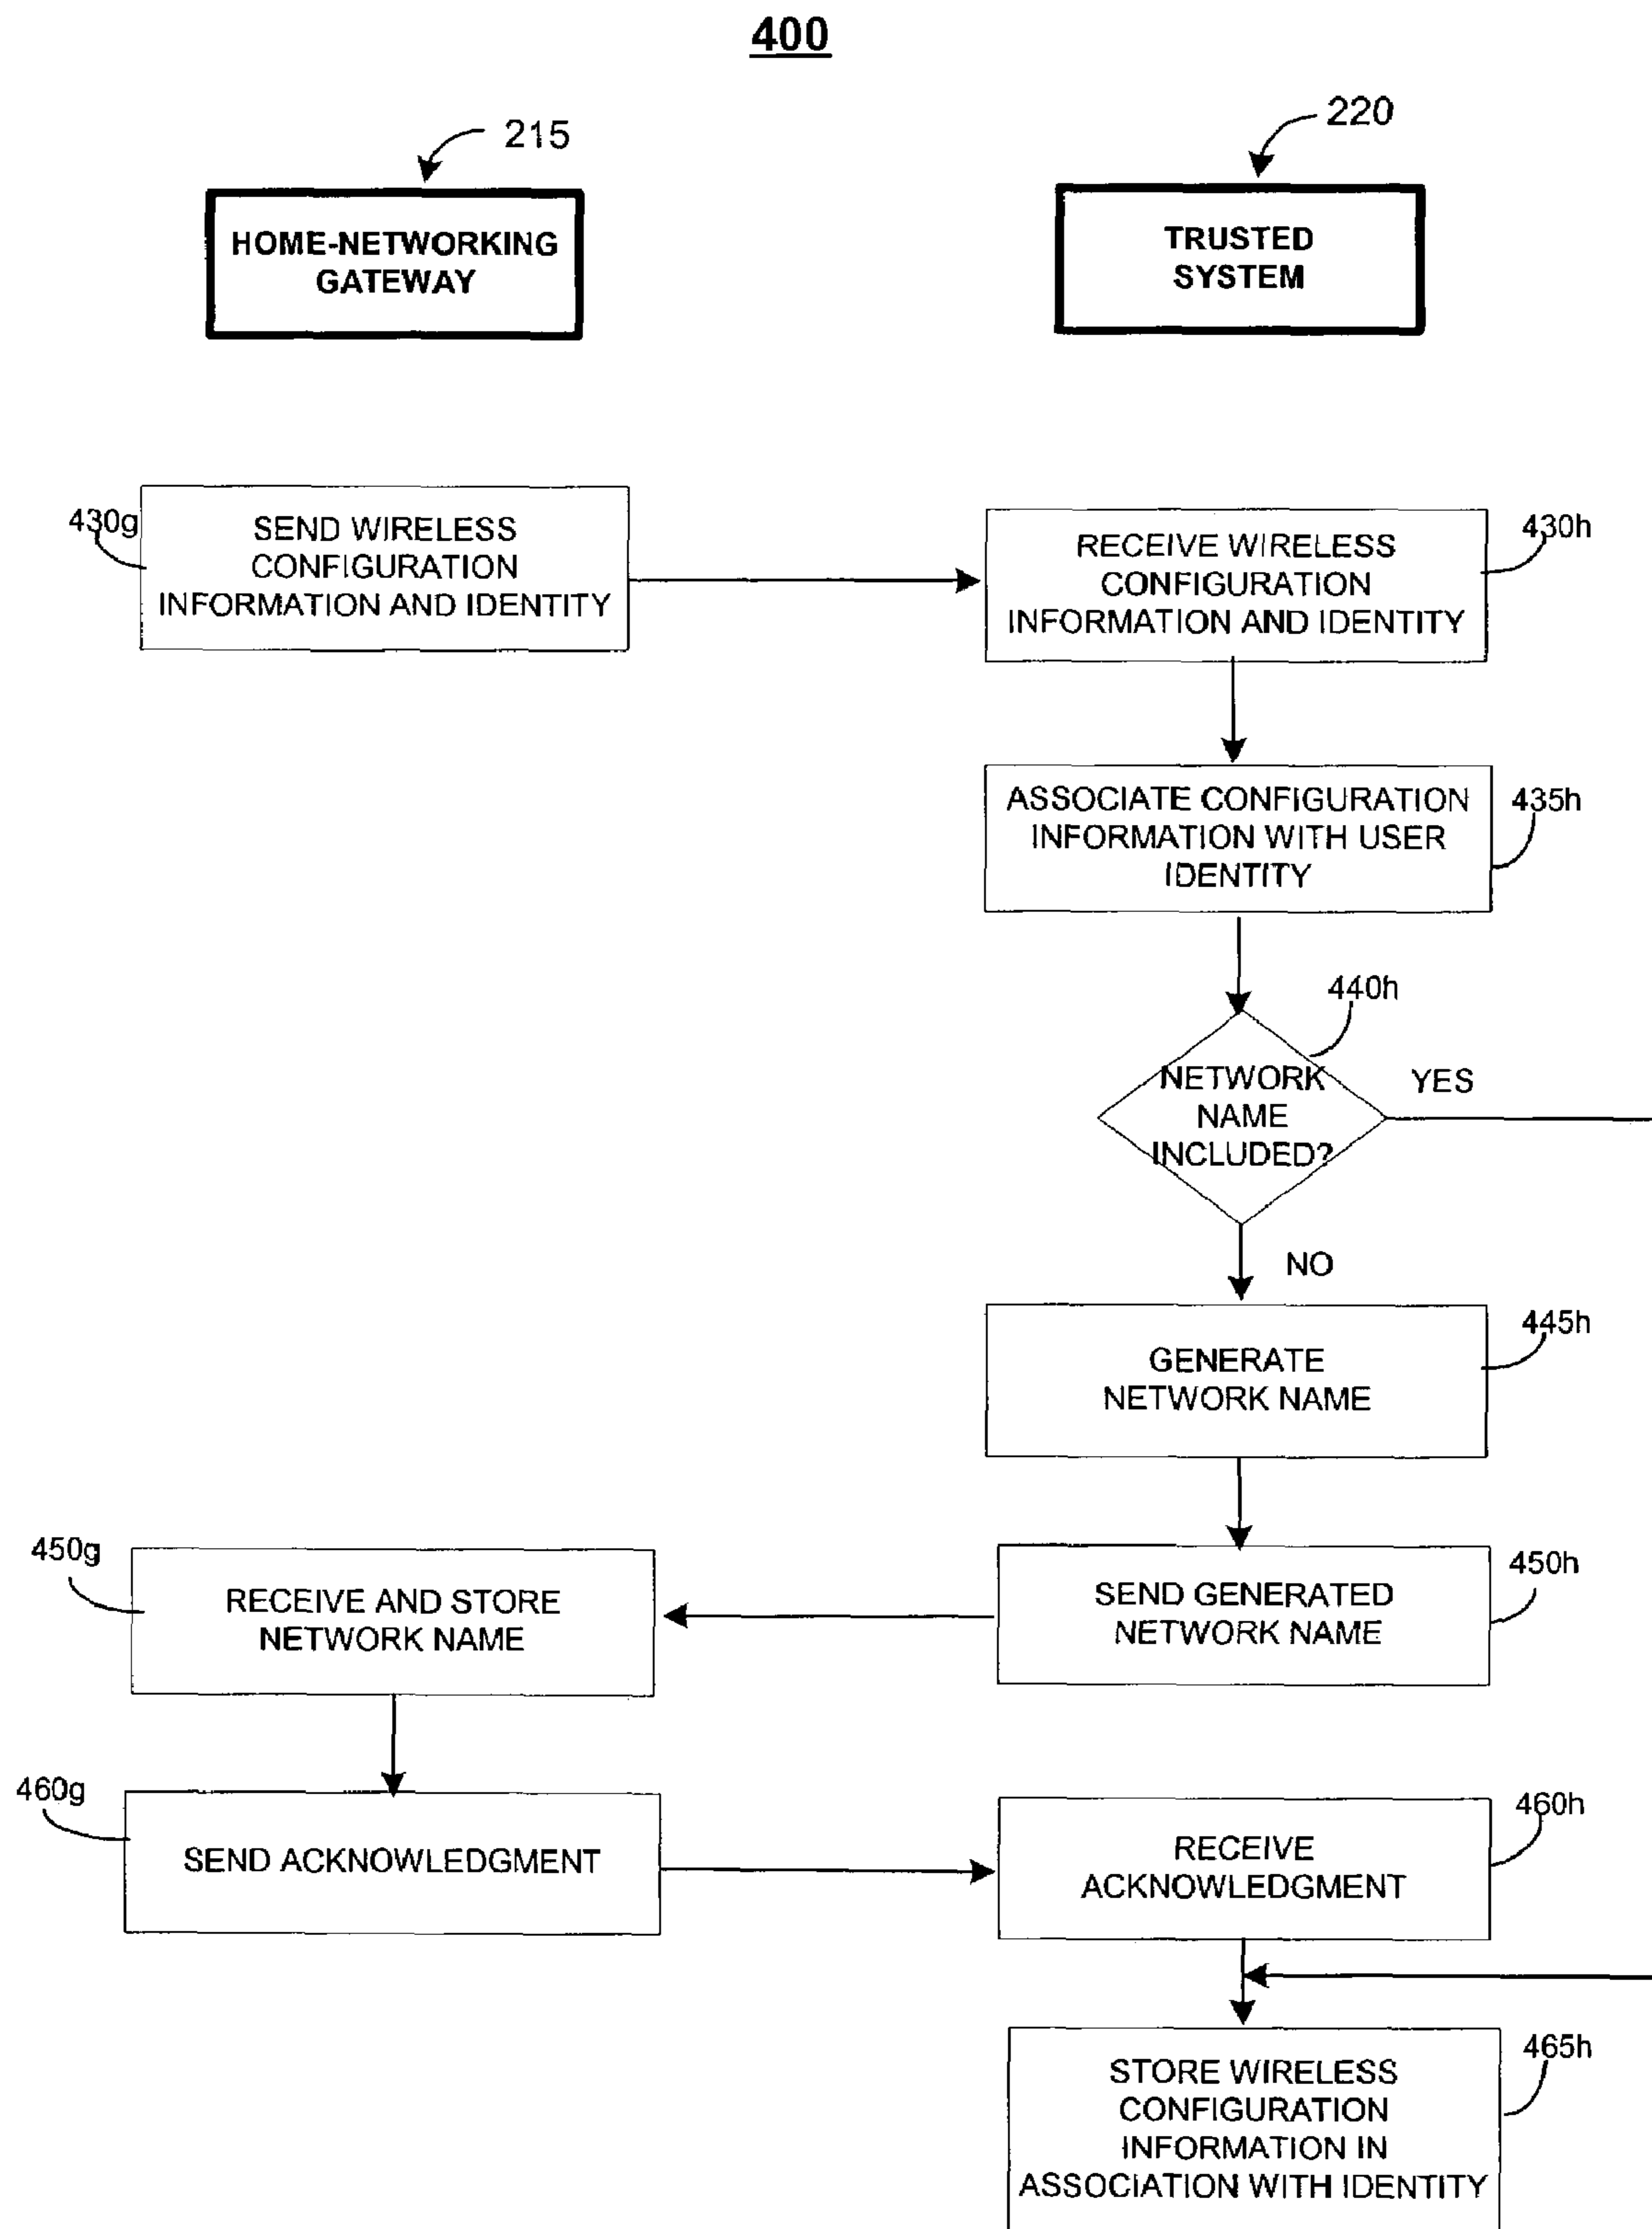 400
215
220
HOME-NETWORKING
GATEWAY
TRUSTED
SYSTEM
430g
SEND WIRELESS
CONFIGURATION
INFORMATION AND IDENTITY
430h
RECEIVE WIRELESS
CONFIGURATION
INFORMATION AND IDENTITY
ASSOCIATE CONFIGURATION
INFORMATION WITH USER
IDENTITY
435h
440h
NETWORK
NAME
INCLUDED?
YES
NO
445h
GENERATE
NETWORK NAME
450g
RECEIVE AND STORE
NETWORK NAME
450h
SEND GENERATED
NETWORK NAME
460g
SEND ACKNOWLEDGMENT
460h
RECEIVE
ACKNOWLEDGMENT
465h
STORE WIRELESS
CONFIGURATION
INFORMATION IN
ASSOCIATION WITH IDENTITY